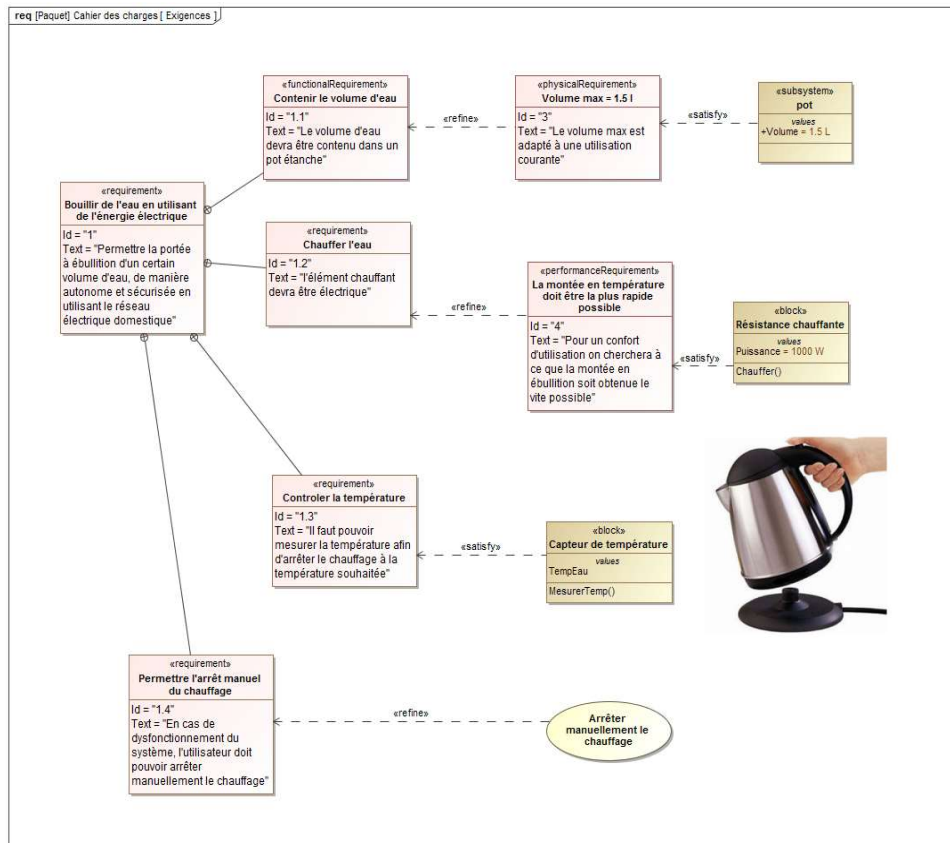 req [Paquet] Cahier des charges [ Exigences ]
«functionalRequirement»
Contenir le volume d'eau
Id = "1.1"
Text = "Le volume d'eau
devra être contenu dans un
pot étanche"
«refine»
«physicalRequirement»
Volume max = 1.5 l
Id = "3"
Text = "Le volume max est
adapté à une utilisation
courante"
«satisfy»
«subsystem»
pot
values
+Volume = 1.5 L
«requirement»
Bouillir de l'eau en utilisant
de l'énergie électrique
Id = "1"
Text = "Permettre la portée
à ébullition d'un certain
volume d'eau, de manière
autonome et sécurisée en
utilisant le réseau
électrique domestique"
«requirement»
Chauffer l'eau
Id = "1.2"
Text = "l'élément chauffant
devra être électrique"
«refine»
«performanceRequirement»
La montée en température
doit être la plus rapide
possible
Id = "4"
Text = "Pour un confort
d'utilisation on cherchera à
ce que la montée en
ébullition soit obtenue le
vite possible"
«satisfy»
«block»
Résistance chauffante
values
Puissance = 1000 W
Chauffer()
«requirement»
Controler la température
Id = "1.3"
Text = "Il faut pouvoir
mesurer la température afin
d'arrêter le chauffage à la
température souhaitée"
«satisfy»
«block»
Capteur de température
values
TempEau
MesurerTemp()
«requirement»
Permettre l'arrêt manuel
du chauffage
Id = "1.4"
Text = "En cas de
dysfonctionement du
système, l'utilisateur doit
pouvoir arrêter
manuellement le chauffage"
«refine»
Arrêter
manuellement le
chauffage